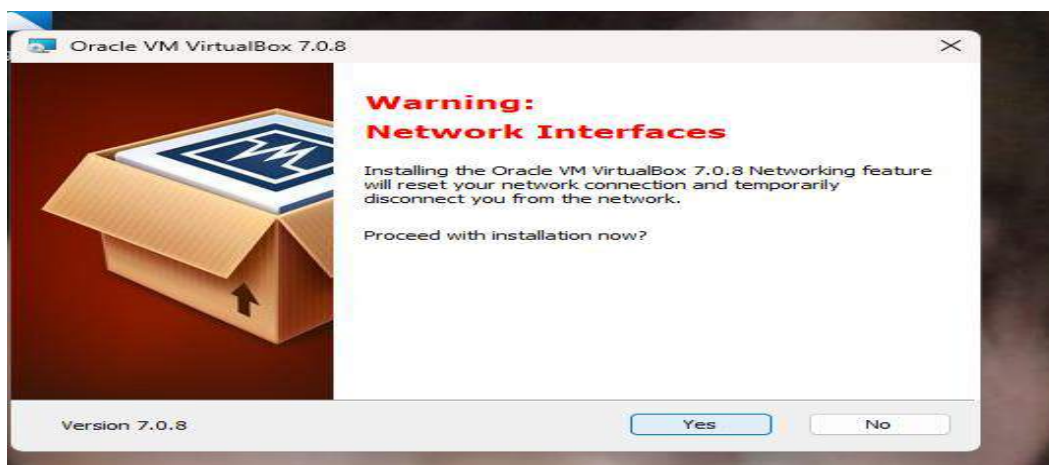 Oracle VM VirtualBox 7.0.8
Warning:
Network Interfaces
Installing the Oracle VM VirtualBox 7.0.8 Networking feature
will reset your network connection and temporarily
disconnect you from the network.
Proceed with installation now?
Version 7.0.8
Yes
No